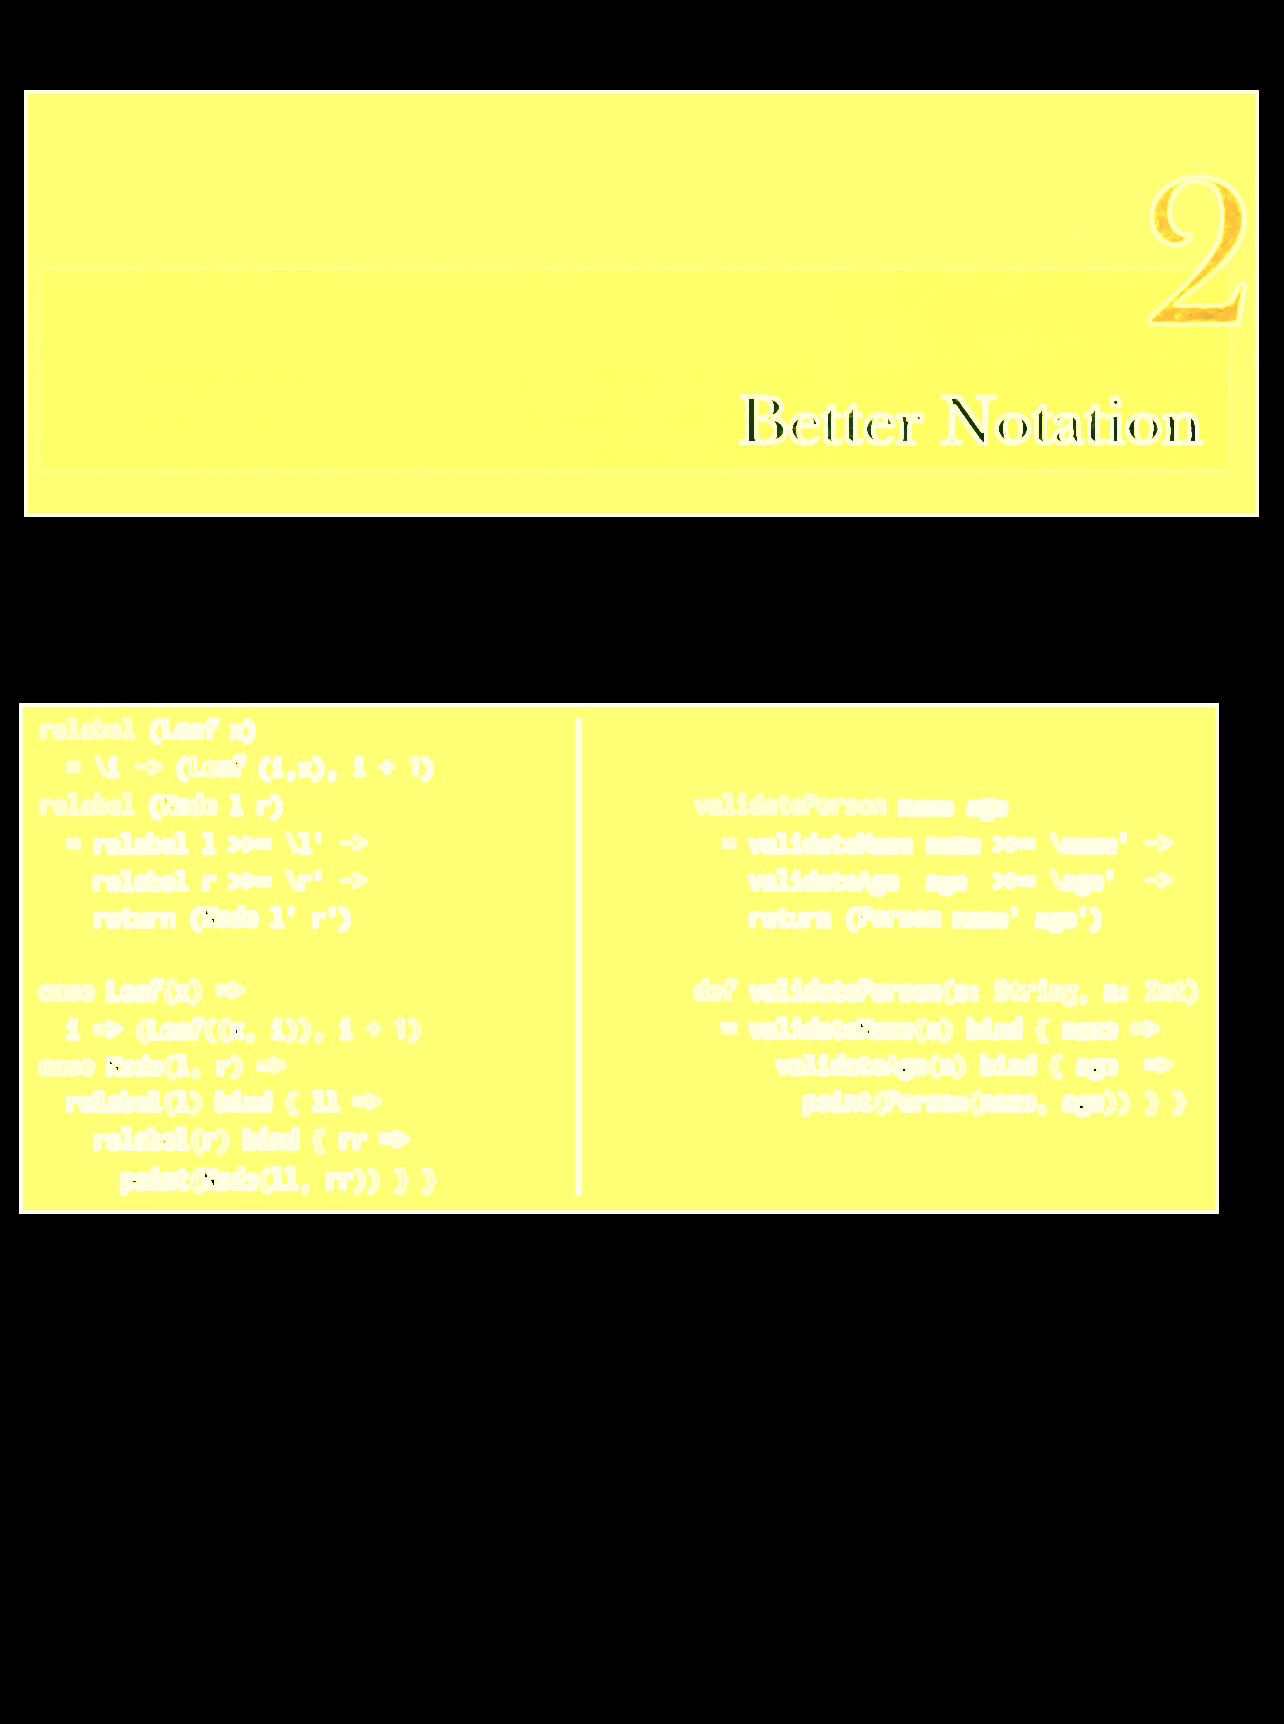 2
Better Notation
relabel (Leaf x)
= \i -> (Leaf (i,x), i + 1)
relabel (Node l r)
= relabel l >>= \l' ->
relabel r >>= \r' ->
return (Node l' r')
case Leaf(x) =>
i => (Leaf((x, i)), i + 1)
case Node(l, r) =>
relabel(l) bind { ll =>
relabel(r) bind { rr =>
point(Node(ll, rr)) } }
validatePerson name age
= validateName name >>= \name' ->
validateAge  age  >>= \age'  ->
return (Person name' age')
def validatePerson(s: String, n: Int)
= validateName(s) bind { name =>
validateAge(n) bind { age  =>
point(Person(name, age)) } }